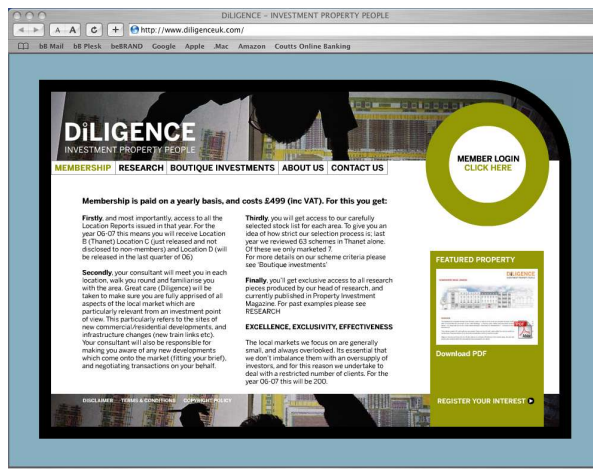 DiLIGENCE – INVESTMENT PROPERTY PEOPLE
A A C + http://www.diligenceuk.com/
bB Mail bB Plesk beBRAND Google Apple .Mac Amazon Coutts Online Banking
DiLIGENCE
INVESTMENT PROPERTY PEOPLE
MEMBERSHIP RESEARCH BOUTIQUE INVESTMENTS ABOUT US CONTACT US
MEMBER LOGIN
CLICK HERE
Membership is paid on a yearly basis, and costs £499 (inc VAT). For this you get:
Firstly, and most importantly, access to all the
Location Reports issued in that year. For the
year 06-07 this means you will receive Location
B (Thanet) Location C (just released and not
disclosed to non-members) and Location D (will
be released in the last quarter of 06)
Secondly, your consultant will meet you in each
location, walk you round and familiarise you
with the area. Great care (Diligence) will be
taken to make sure you are fully apprised of all
aspects of the local market which are
particularly relevant from an investment point
of view. This particularly refers to the sites of
new commercial/residential developments, and
infrastructure changes (new train links etc).
Your consultant will also be responsible for
making you aware of any new developments
which come onto the market (fitting your brief),
and negotiating transactions on your behalf.
Thirdly, you will get access to our carefully
selected stock list for each area. To give you an
idea of how strict our selection process is; last
year we reviewed 63 schemes in Thanet alone.
Of these we only marketed 7.
For more details on our scheme criteria please
see 'Boutique investments'
Finally, you'll get exclusive access to all research
pieces produced by our head of research, and
currently published in Property Investment
Magazine. For past examples please see
RESEARCH
EXCELLENCE, EXCLUSIVITY, EFFECTIVENESS
The local markets we focus on are generally
small, and always overlooked. Its essential that
we don't imbalance them with an oversupply of
investors, and for this reason we undertake to
deal with a restricted number of clients. For the
year 06-07 this will be 200.
FEATURED PROPERTY
DiLIGENCE
Download PDF
REGISTER YOUR INTEREST
DISCLAIMER TERMS & CONDITIONS COPYRIGHT POLICY